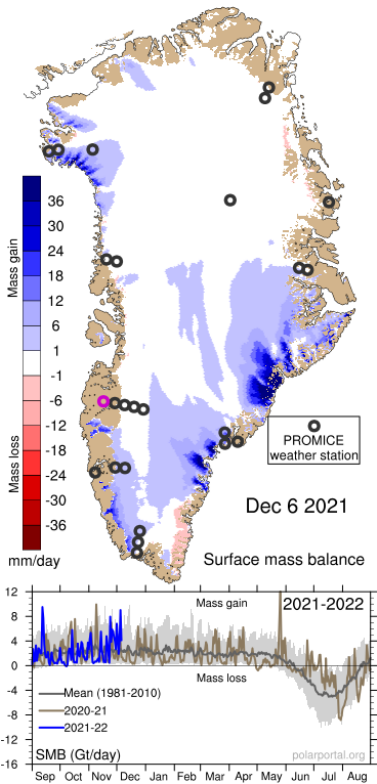 Mass gain
Mass loss
36
30
24
18
12
6
1
-1
-6
-12
-18
-24
-30
-36
mm/day
PROMICE
weather station
Dec 6 2021
Surface mass balance
12
8
4
0
-4
-8
-12
-16
Mass gain
2021-2022
Mass loss
Mean (1981-2010)
2020-21
2021-22
SMB (Gt/day)
polarportal.org
Sep Oct Nov Dec Jan Feb Mar Apr May Jun Jul Aug